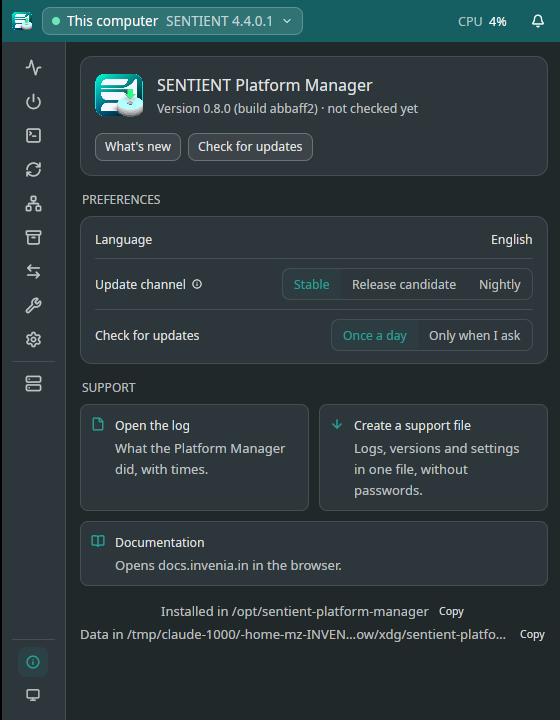 This computer SENTIENT 4.4.0.1
CPU 4%
SENTIENT Platform Manager
Version 0.8.0 (build abbaff2) · not checked yet
What's new
Check for updates
PREFERENCES
Language
English
Update channel
Stable
Release candidate
Nightly
Check for updates
Once a day
Only when I ask
SUPPORT
Open the log
What the Platform Manager
did, with times.
Create a support file
Logs, versions and settings
in one file, without
passwords.
Documentation
Opens docs.invenia.in in the browser.
Installed in /opt/sentient-platform-manager Copy
Data in /tmp/claude-1000/-home-mz-INVEN...ow/xdg/sentient-platfo... Copy